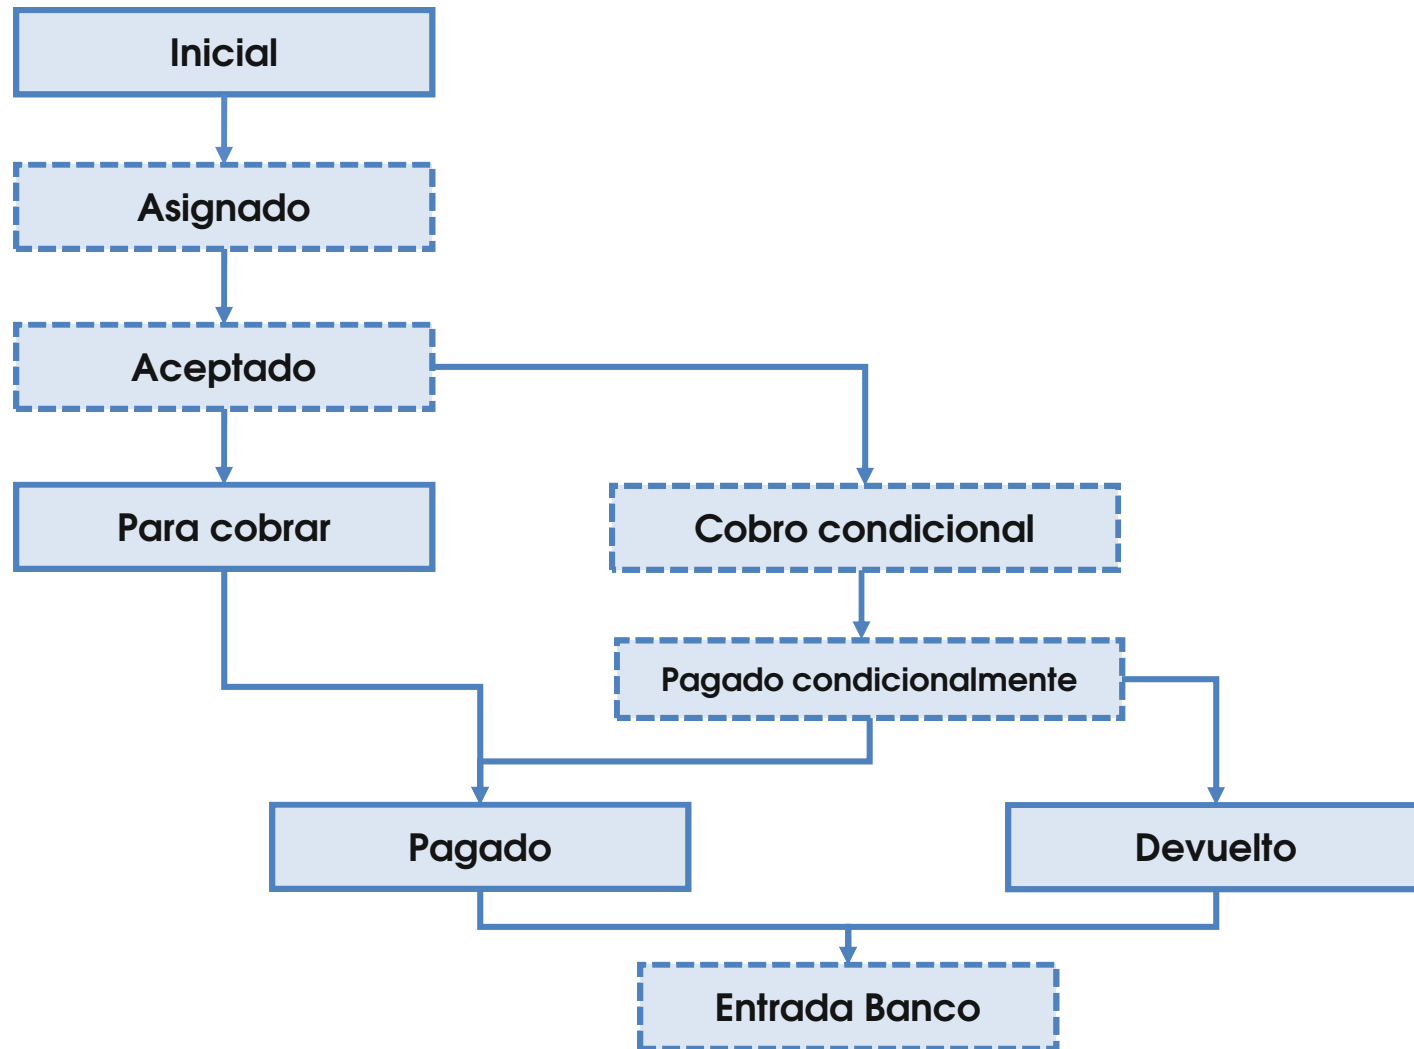 Inicial
Asignado
Aceptado
Para cobrar
Cobro condicional
Pagado condicionalmente
Pagado
Devuelto
Entrada Banco